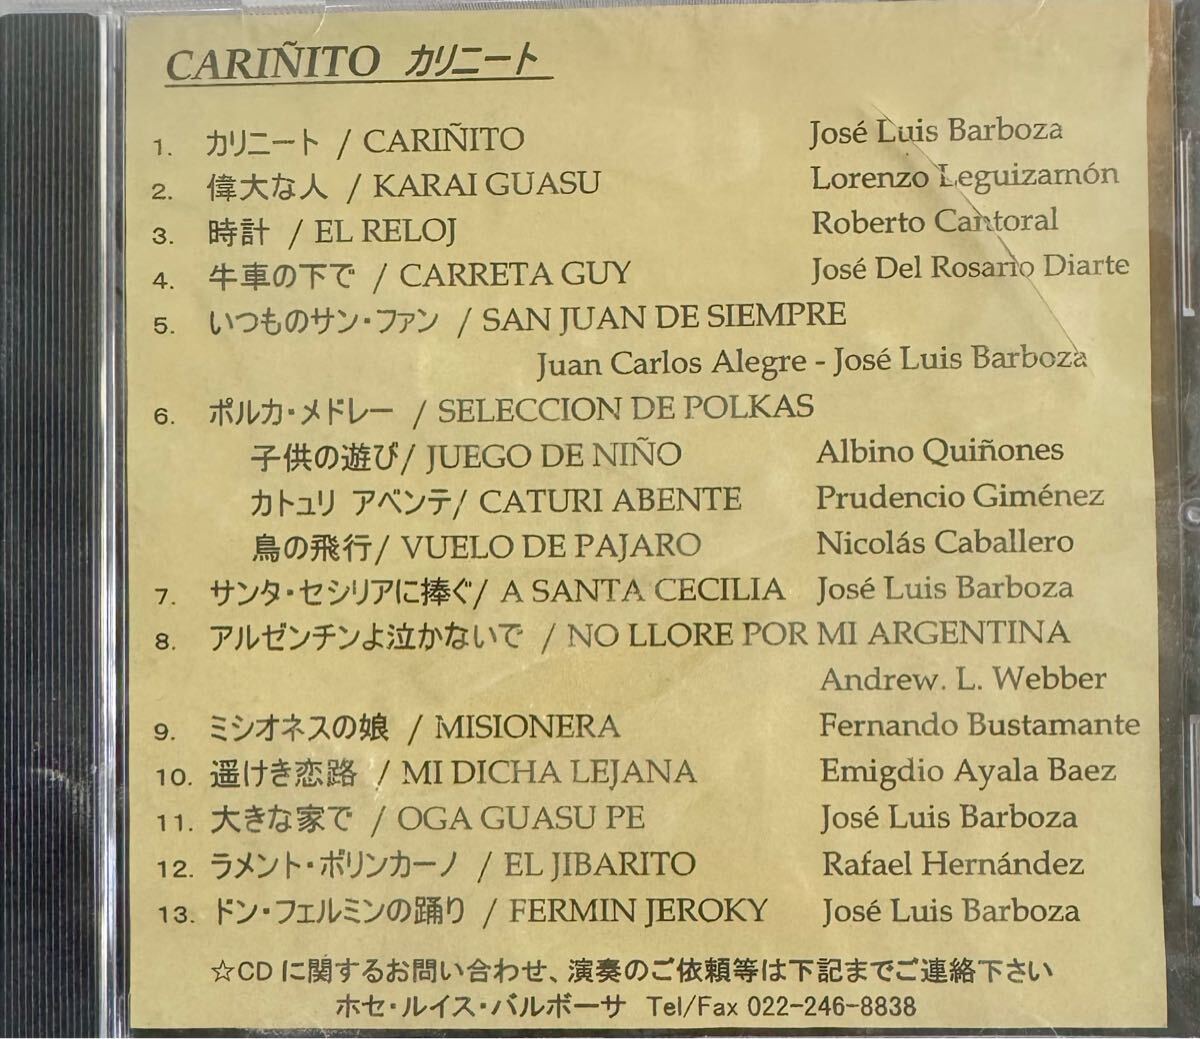 CARIÑITO カリニート
1. カリニート / CARIÑITO José Luis Barboza
2. 偉大な人 / KARAI GUASU Lorenzo Leguizamón
3. 時計 / EL RELOJ Roberto Cantoral
4. 牛車の下で / CARRETA GUY José Del Rosario Diarte
5. いつものサン・ファン / SAN JUAN DE SIEMPRE
Juan Carlos Alegre - José Luis Barboza
6. ポルカ・メドレー / SELECCION DE POLKAS
子供の遊び/ JUEGO DE NIÑO Albino Quiñones
カトュリ アベンテ/ CATURI ABENTE Prudencio Giménez
鳥の飛行/ VUELO DE PAJARO Nicolás Caballero
7. サンタ・セシリアに捧ぐ/ A SANTA CECILIA José Luis Barboza
8. アルゼンチンよ泣かないで / NO LLORE POR MI ARGENTINA
Andrew. L. Webber
9. ミシオネスの娘 / MISIONERA Fernando Bustamante
10. 遥けき恋路 / MI DICHA LEJANA Emigdio Ayala Baez
11. 大きな家で / OGA GUASU PE José Luis Barboza
12. ラメント・ボリンカーノ / EL JIBARITO Rafael Hernández
13. ドン・フェルミンの踊り / FERMIN JEROKY José Luis Barboza
☆CD に関するお問い合わせ、演奏のご依頼等は下記までご連絡下さい
ホセ・ルイス・バルボーサ Tel/Fax 022-246-8838